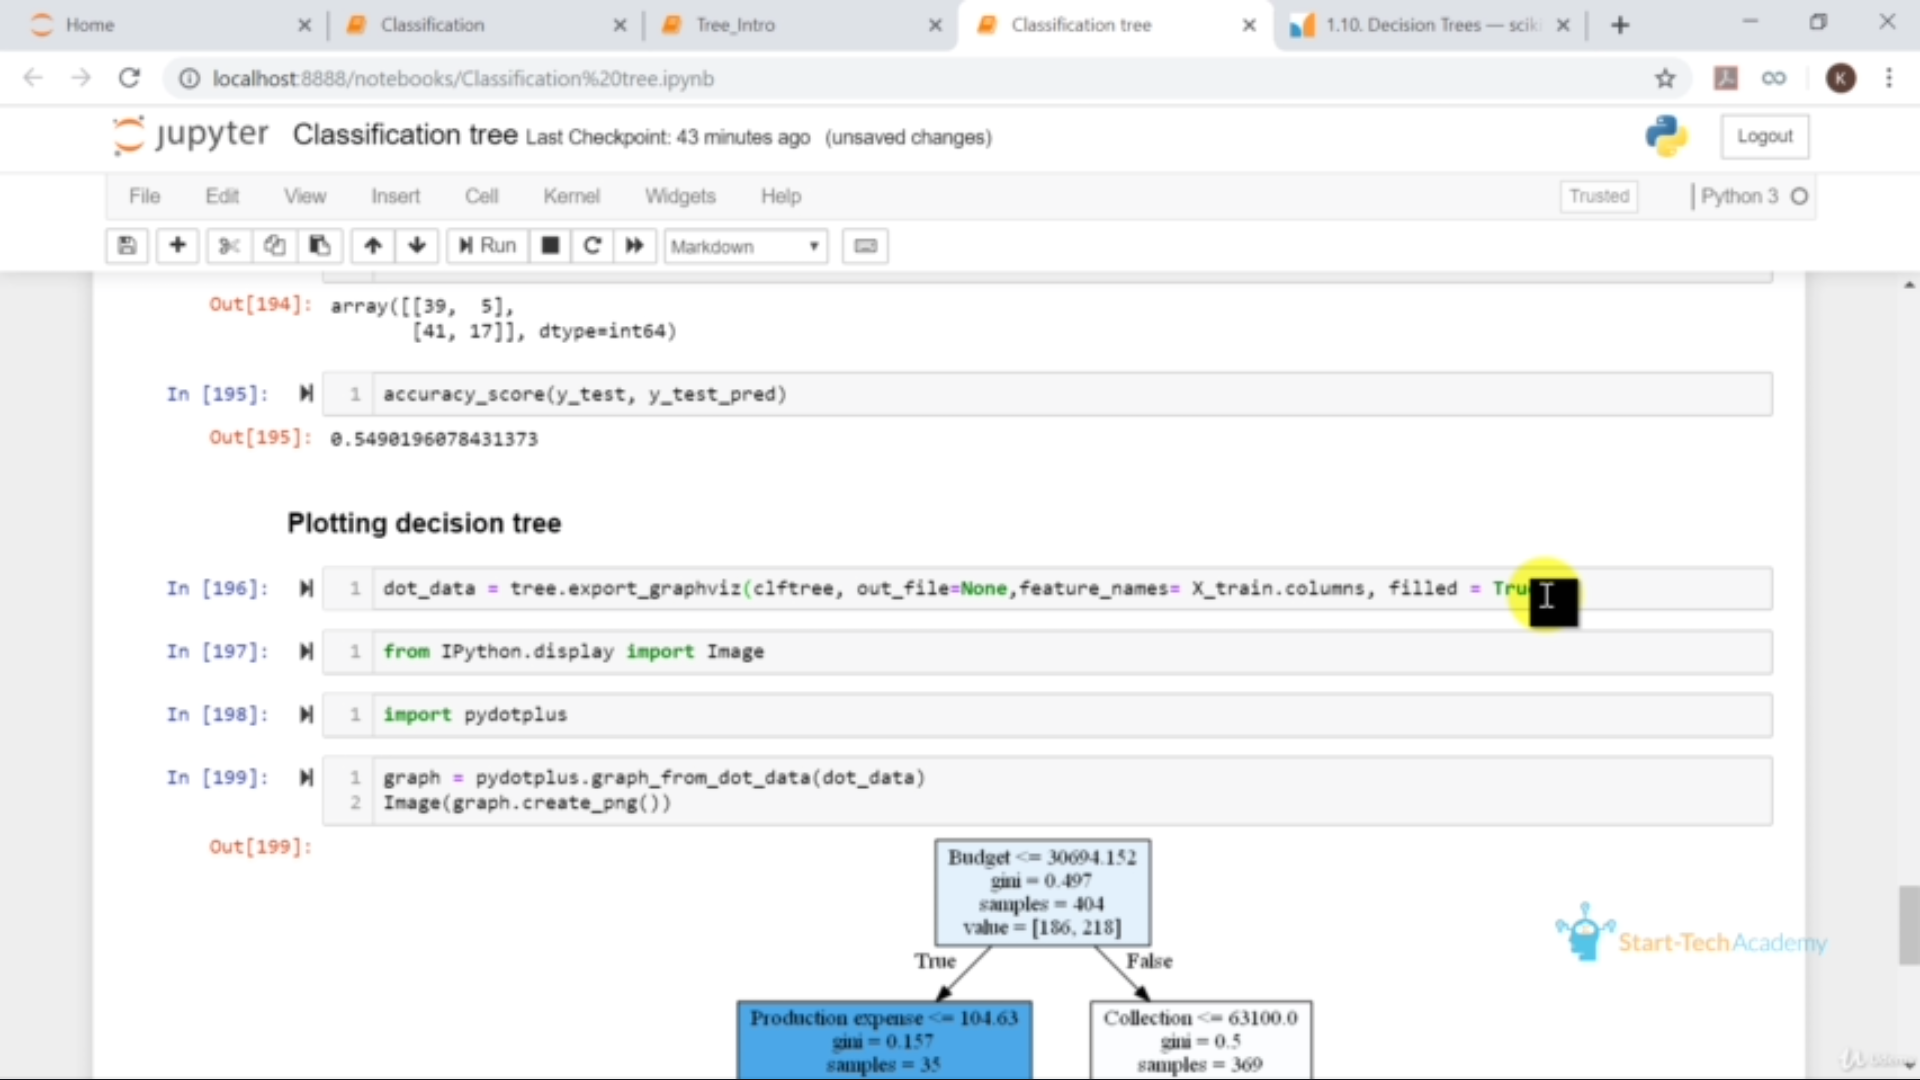 Home
Classification
Tree_Intro
Classification tree
1.10. Decision Trees — sciki
localhost:8888/notebooks/Classification%20tree.ipynb
K
jupyter Classification tree Last Checkpoint: 43 minutes ago (unsaved changes)
Logout
File Edit View Insert Cell Kernel Widgets Help
Trusted
Python 3
Run
Markdown
Out[194]: array([[39, 5],
[41, 17]], dtype=int64)
In [195]: 1 accuracy_score(y_test, y_test_pred)
Out[195]: 0.5490196078431373
Plotting decision tree
In [196]: 1 dot_data = tree.export_graphviz(clftree, out_file=None,feature_names= X_train.columns, filled = Tru
In [197]: 1 from IPython.display import Image
In [198]: 1 import pydotplus
In [199]: 1 graph = pydotplus.graph_from_dot_data(dot_data)
2 Image(graph.create_png())
Out[199]:
Budget <= 30694.152
gini = 0.497
samples = 404
value = [186, 218]
True
False
Production expense <= 104.63
gini = 0.157
samples = 35
Collection <= 63100.0
gini = 0.5
samples = 369
Start-Tech Academy